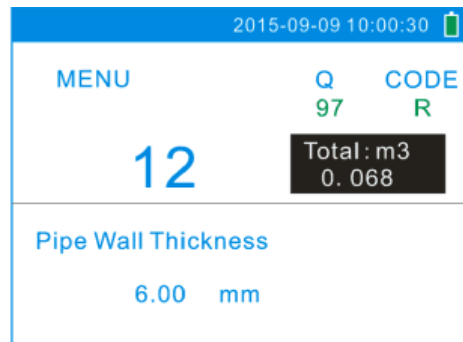 2015-09-09 10:00:30
MENU Q CODE
97 R
12 Total: m3
0. 068
Pipe Wall Thickness
6.00 mm